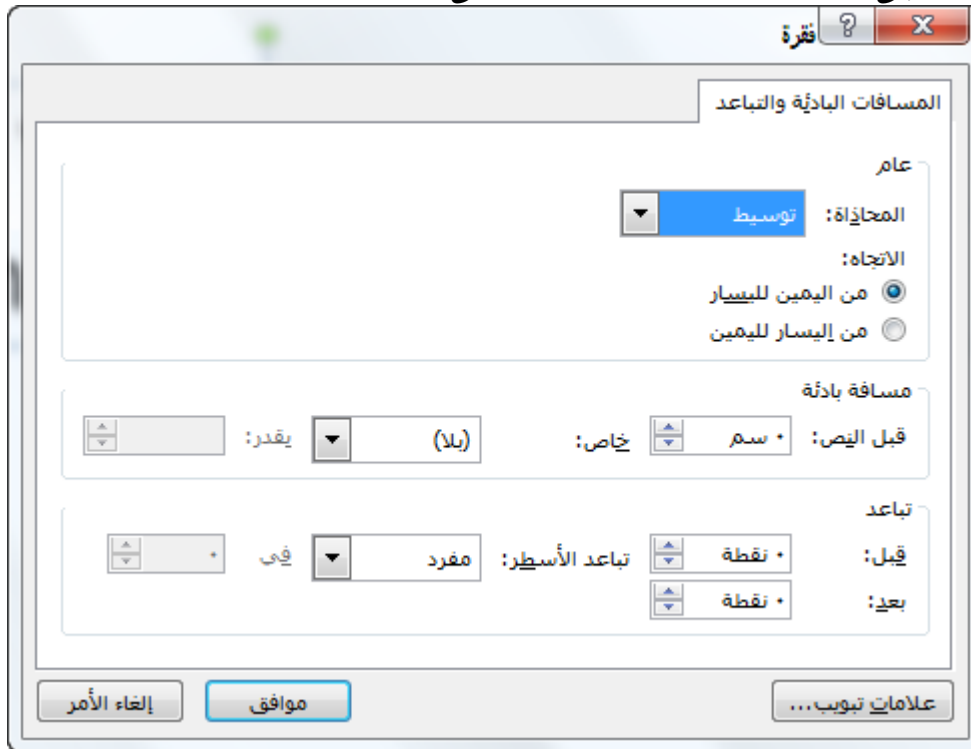 فقرة
المسافات البادئة والتباعد
عام
المحاذاة: توسيط
الاتجاه:
من اليمين لليسار
من اليسار لليمين
مسافة بادئة
قبل النص: ٠ سم خاص: (بلا) يقدر:
تباعد
قبل: ٠ نقطة تباعد الأسطر: مفرد في ٠
بعد: ٠ نقطة
علامات تبويب... موافق إلغاء الأمر